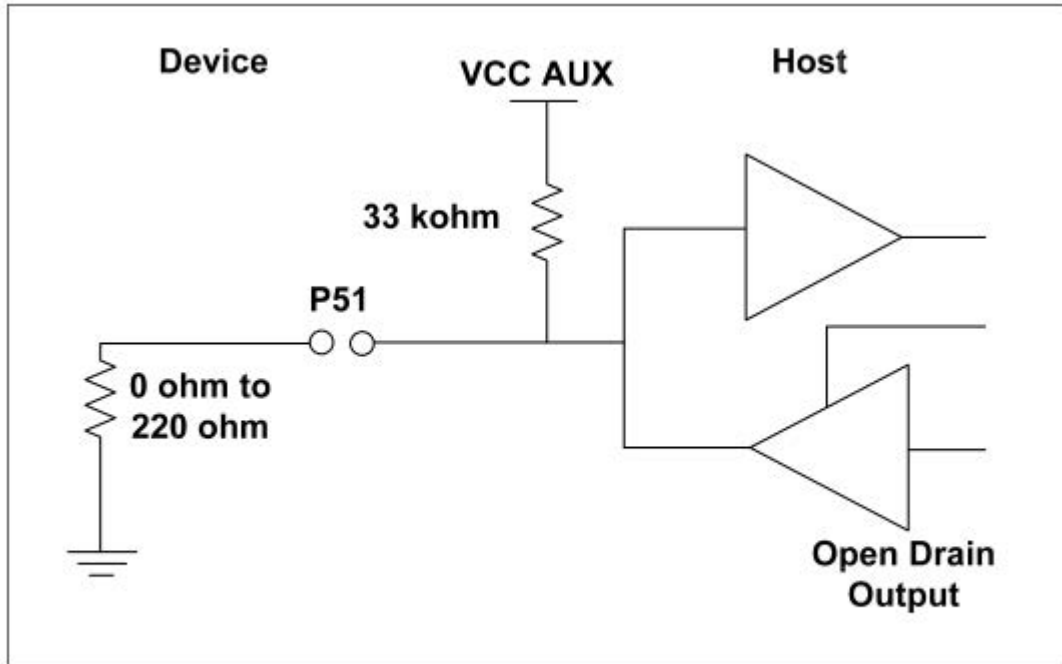 Device
VCC AUX
Host
33 kohm
P51
0 ohm to
220 ohm
Open Drain
Output